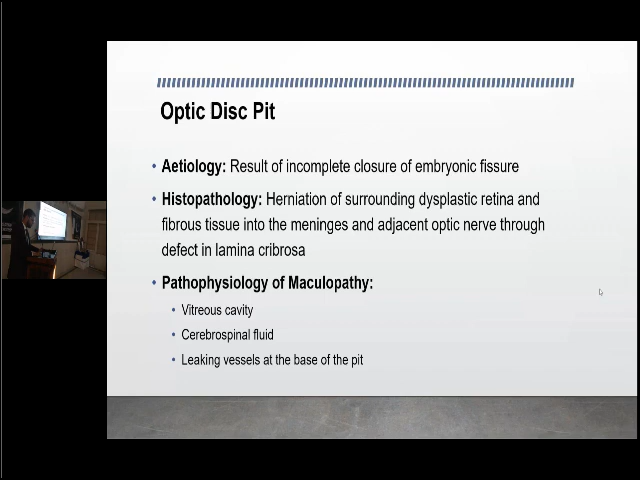 Optic Disc Pit
• Aetiology: Result of incomplete closure of embryonic fissure
• Histopathology: Herniation of surrounding dysplastic retina and
fibrous tissue into the meninges and adjacent optic nerve through
defect in lamina cribrosa
• Pathophysiology of Maculopathy:
• Vitreous cavity
• Cerebrospinal fluid
• Leaking vessels at the base of the pit